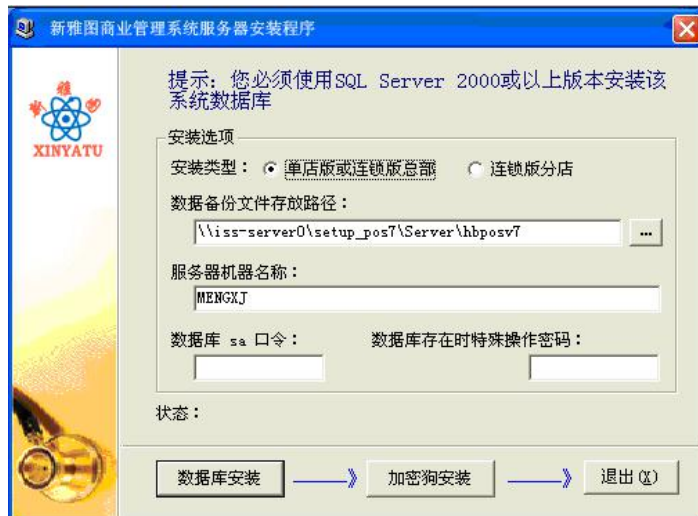 新雅图商业管理系统服务器安装程序
新雅图
XINYATU
提示：您必须使用SQL Server 2000或以上版本安装该
系统数据库
安装选项
安装类型： 单店版或连锁版总部 连锁版分店
数据备份文件存放路径：
\\iss-server0\setup_pos7\Server\hbposv7 ...
服务器机器名称：
MENGXJ
数据库 sa 口令： 数据库存在时特殊操作密码：
状态：
数据库安装 ———》 加密狗安装 ———》 退出(X)